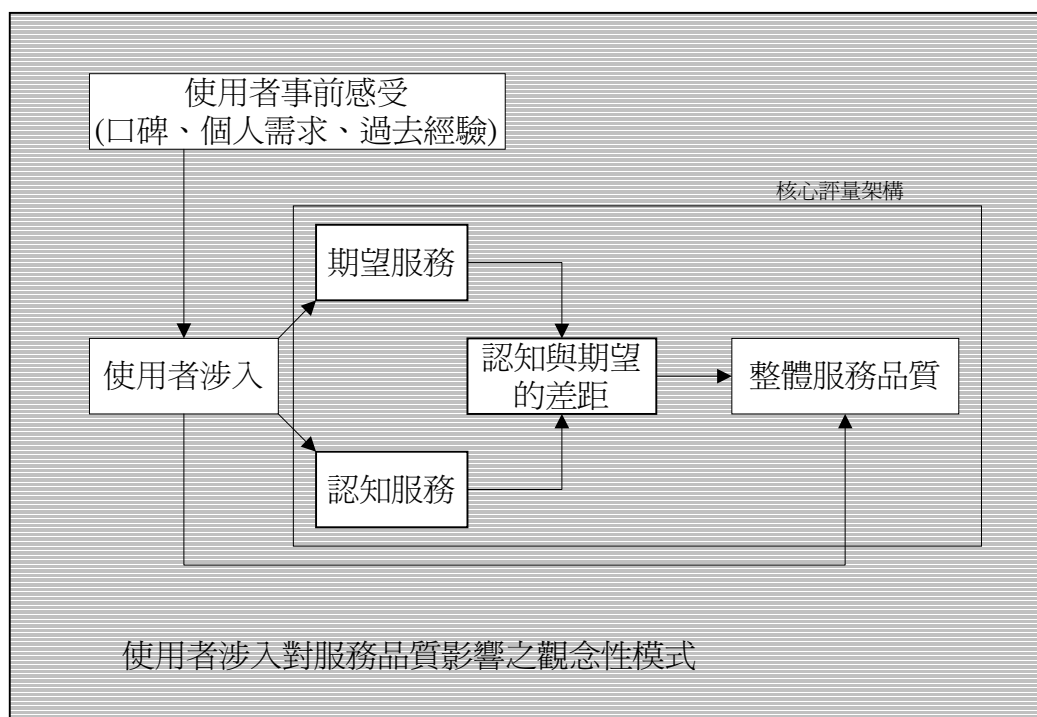 使用者事前感受
(口碑、個人需求、過去經驗)
核心評量架構
期望服務
使用者涉入
認知與期望
的差距
整體服務品質
認知服務
使用者涉入對服務品質影響之觀念性模式